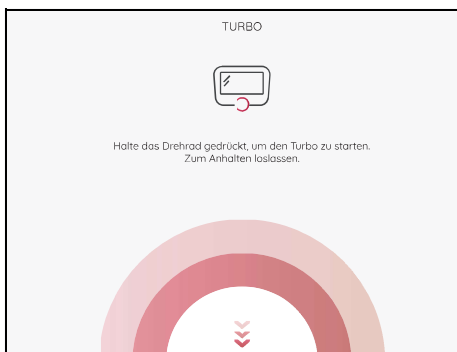 TURBO
Halte das Drehrad gedrückt, um den Turbo zu starten.
Zum Anhalten loslassen.